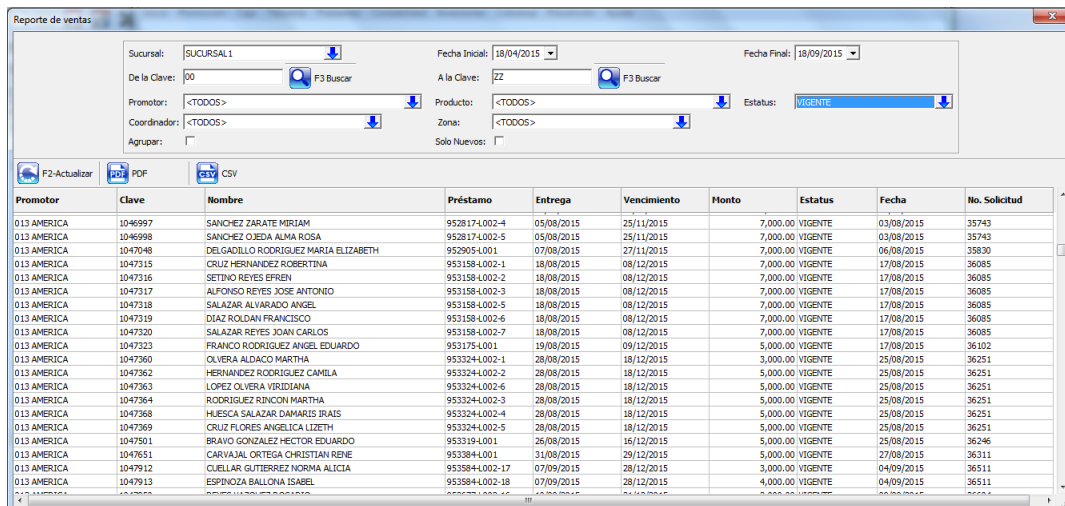 Reporte de ventas
Sucursal: SUCURSAL1 Fecha Inicial: 18/04/2015 Fecha Final: 18/09/2015
De la Clave: 00 F3 Buscar A la Clave: ZZ F3 Buscar
Promotor: <TODOS> Producto: <TODOS> Estatus: VIGENTE
Coordinador: <TODOS> Zona: <TODOS>
Agrupar: Solo Nuevos:
F2-Actualizar PDF PDF CSV CSV
Promotor Clave Nombre Préstamo Entrega Vencimiento Monto Estatus Fecha No. Solicitud
013 AMERICA 1046997 SANCHEZ ZARATE MIRIAM 952817-L002-4 05/08/2015 25/11/2015 7,000.00 VIGENTE 03/08/2015 35743
013 AMERICA 1046998 SANCHEZ OJEDA ALMA ROSA 952817-L002-5 05/08/2015 25/11/2015 7,000.00 VIGENTE 03/08/2015 35743
013 AMERICA 1047048 DELGADILLO RODRIGUEZ MARIA ELIZABETH 952905-L001 07/08/2015 27/11/2015 7,000.00 VIGENTE 06/08/2015 35830
013 AMERICA 1047315 CRUZ HERNANDEZ ROBERTINA 953158-L002-1 18/08/2015 08/12/2015 7,000.00 VIGENTE 17/08/2015 36085
013 AMERICA 1047316 SETINO REYES EFREN 953158-L002-2 18/08/2015 08/12/2015 7,000.00 VIGENTE 17/08/2015 36085
013 AMERICA 1047317 ALFONSO REYES JOSE ANTONIO 953158-L002-3 18/08/2015 08/12/2015 7,000.00 VIGENTE 17/08/2015 36085
013 AMERICA 1047318 SALAZAR ALVARADO ANGEL 953158-L002-5 18/08/2015 08/12/2015 7,000.00 VIGENTE 17/08/2015 36085
013 AMERICA 1047319 DIAZ ROLDAN FRANCISCO 953158-L002-6 18/08/2015 08/12/2015 7,000.00 VIGENTE 17/08/2015 36085
013 AMERICA 1047320 SALAZAR REYES JOAN CARLOS 953158-L002-7 18/08/2015 08/12/2015 7,000.00 VIGENTE 17/08/2015 36085
013 AMERICA 1047323 FRANCO RODRIGUEZ ANGEL EDUARDO 953175-L001 19/08/2015 09/12/2015 7,000.00 VIGENTE 17/08/2015 36102
013 AMERICA 1047360 OLVERA ALDACO MARTHA 953324-L002-1 28/08/2015 18/12/2015 3,000.00 VIGENTE 25/08/2015 36251
013 AMERICA 1047362 HERNANDEZ RODRIGUEZ CAMILA 953324-L002-2 28/08/2015 18/12/2015 5,000.00 VIGENTE 25/08/2015 36251
013 AMERICA 1047363 LOPEZ OLVERA VIRIDIANA 953324-L002-6 28/08/2015 18/12/2015 5,000.00 VIGENTE 25/08/2015 36251
013 AMERICA 1047364 RODRIGUEZ RINCON MARTHA 953324-L002-3 28/08/2015 18/12/2015 5,000.00 VIGENTE 25/08/2015 36251
013 AMERICA 1047368 HUESCA SALAZAR DAMARIS IRAIS 953324-L002-4 28/08/2015 18/12/2015 5,000.00 VIGENTE 25/08/2015 36251
013 AMERICA 1047369 CRUZ FLORES ANGELICA LIZETH 953324-L002-5 28/08/2015 18/12/2015 5,000.00 VIGENTE 25/08/2015 36251
013 AMERICA 1047501 BRAVO GONZALEZ HECTOR EDUARDO 953319-L001 26/08/2015 16/12/2015 5,000.00 VIGENTE 25/08/2015 36246
013 AMERICA 1047651 CARVAJAL ORTEGA CHRISTIAN RENE 953384-L001 31/08/2015 29/12/2015 5,000.00 VIGENTE 27/08/2015 36311
013 AMERICA 1047912 CUELLAR GUTIERREZ NORMA ALICIA 953584-L002-17 07/09/2015 28/12/2015 3,000.00 VIGENTE 04/09/2015 36511
013 AMERICA 1047913 ESPINOZA BALLONA ISABEL 953584-L002-18 07/09/2015 28/12/2015 4,000.00 VIGENTE 04/09/2015 36511